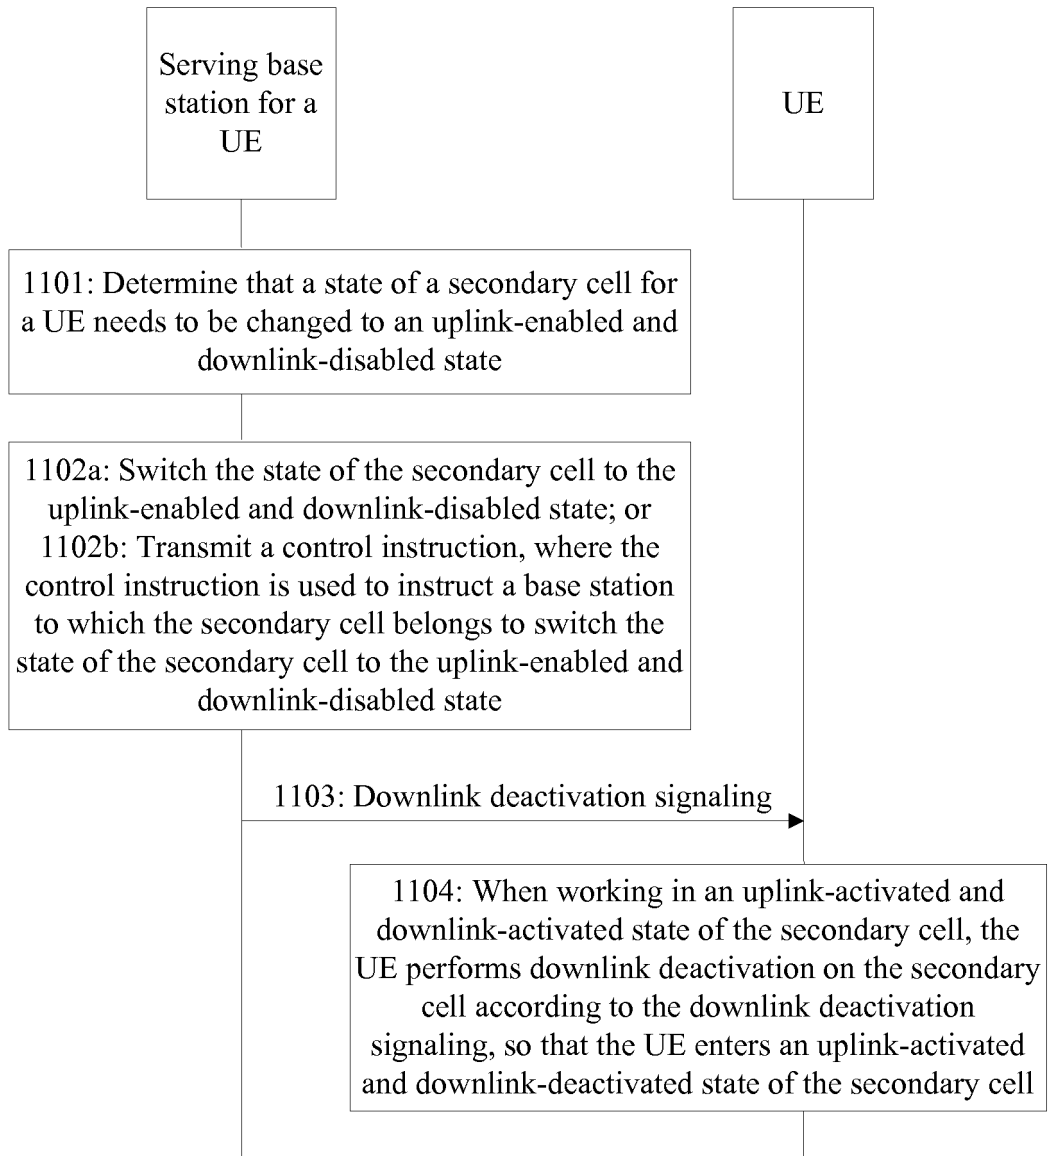 Serving base
station for a
UE
UE
1101: Determine that a state of a secondary cell for
a UE needs to be changed to an uplink-enabled and
downlink-disabled state
1102a: Switch the state of the secondary cell to the
uplink-enabled and downlink-disabled state; or
1102b: Transmit a control instruction, where the
control instruction is used to instruct a base station
to which the secondary cell belongs to switch the
state of the secondary cell to the uplink-enabled and
downlink-disabled state
1103: Downlink deactivation signaling
1104: When working in an uplink-activated and
downlink-activated state of the secondary cell, the
UE performs downlink deactivation on the secondary
cell according to the downlink deactivation
signaling, so that the UE enters an uplink-activated
and downlink-deactivated state of the secondary cell